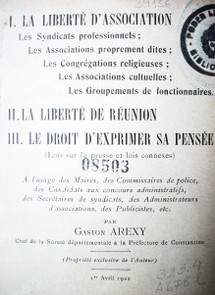 I. LA LIBERTÉ D'ASSOCIATION
Les Syndicats professionnels ;
Les Associations proprement dites ;
Les Congrégations religieuses ;
Les Associations cultuelles ;
Les Groupements de fonctionnaires.
II. LA LIBERTÉ DE RÉUNION
III. LE DROIT D'EXPRIMER SA PENSÉE
(Lois sur la presse et lois connexes)
08503
A l'usage des Maires, des Commissaires de police,
des Candidats aux concours administratifs,
des Secrétaires de syndicats, des Administrateurs
d'associations, des Publicistes, etc.
PAR
GASTON AREXY
Chef de la Sûreté départementale à la Préfecture de Constantine
(Propriété exclusive de l'Auteur)
1er Avril 1922